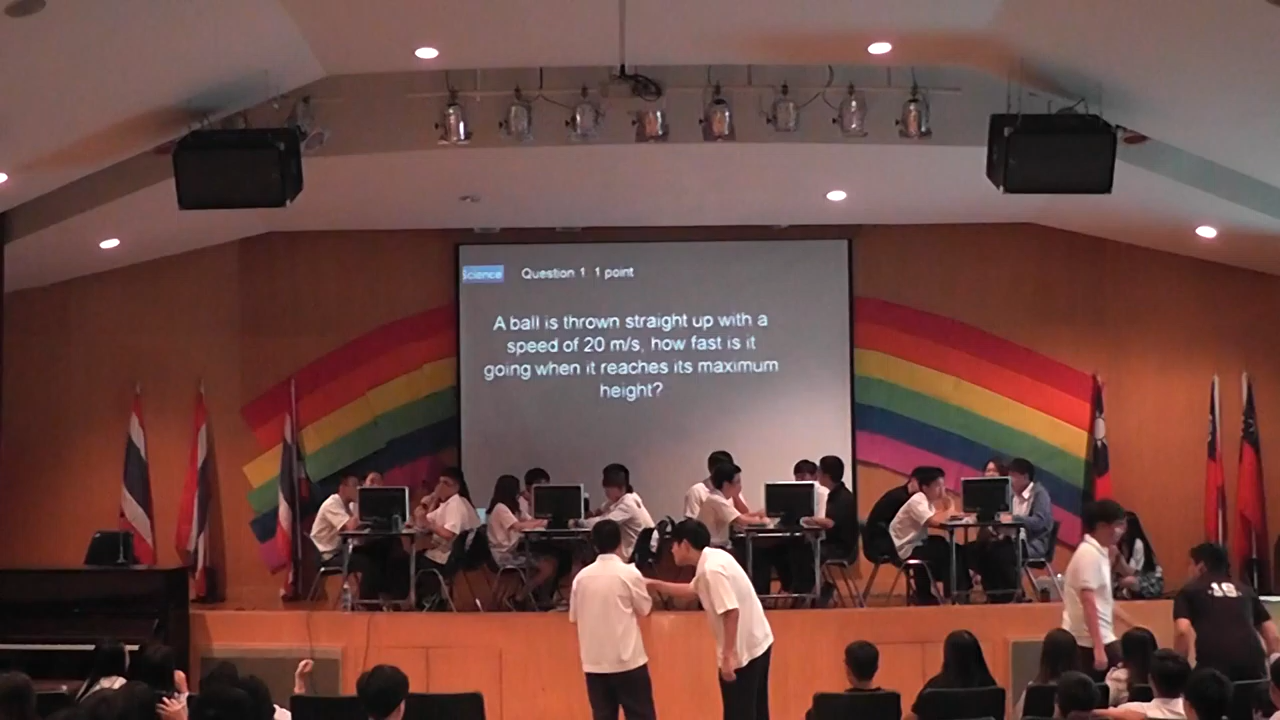 Science Question 1 1 point
A ball is thrown straight up with a
speed of 20 m/s, how fast is it
going when it reaches its maximum
height?